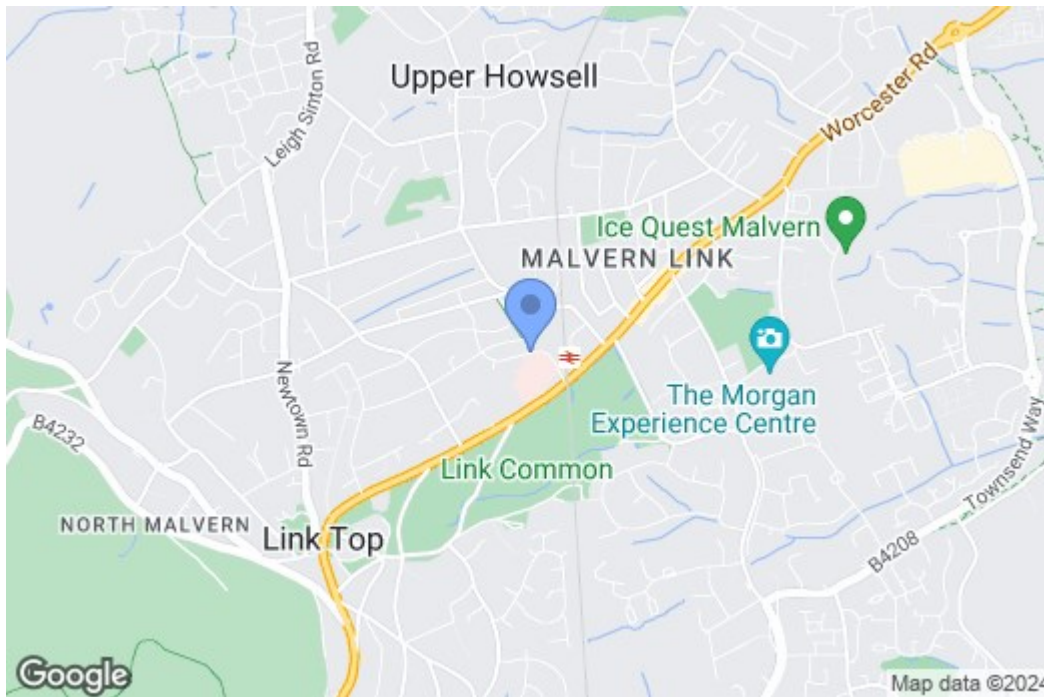 Upper Howsell
Worcester Rd
Leigh Sinton Rd
Ice Quest Malvern
MALVERN LINK
Newtown Rd
The Morgan
Experience Centre
B4232
Link Common
Townsend Way
NORTH MALVERN
Link Top
B4208
Google
Map data ©2024